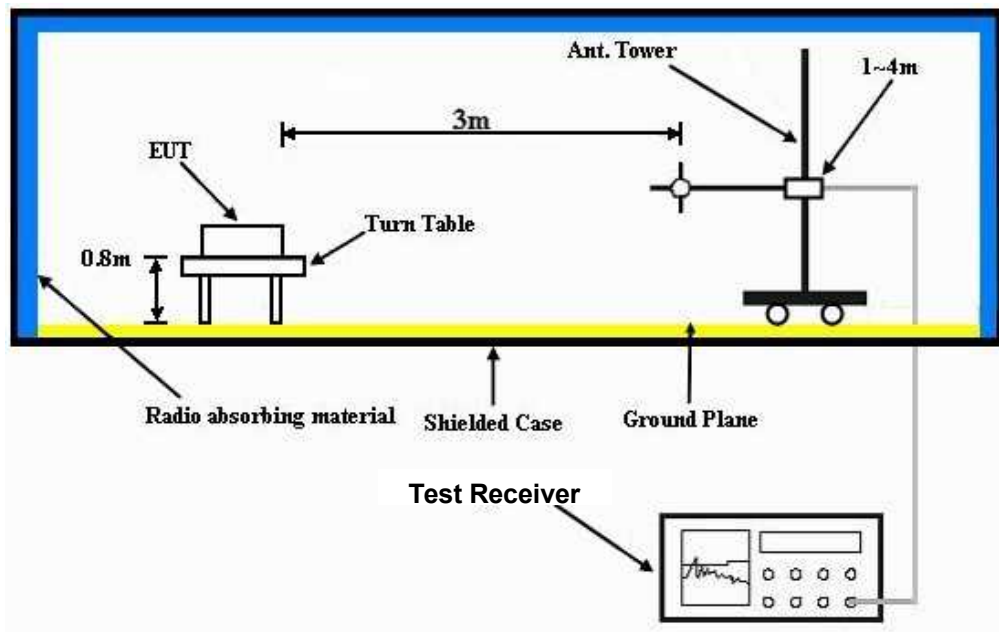 Ant. Tower
1~4m
3m
EUT
Turn Table
0.8m
Radio absorbing material
Shielded Case
Ground Plane
Test Receiver